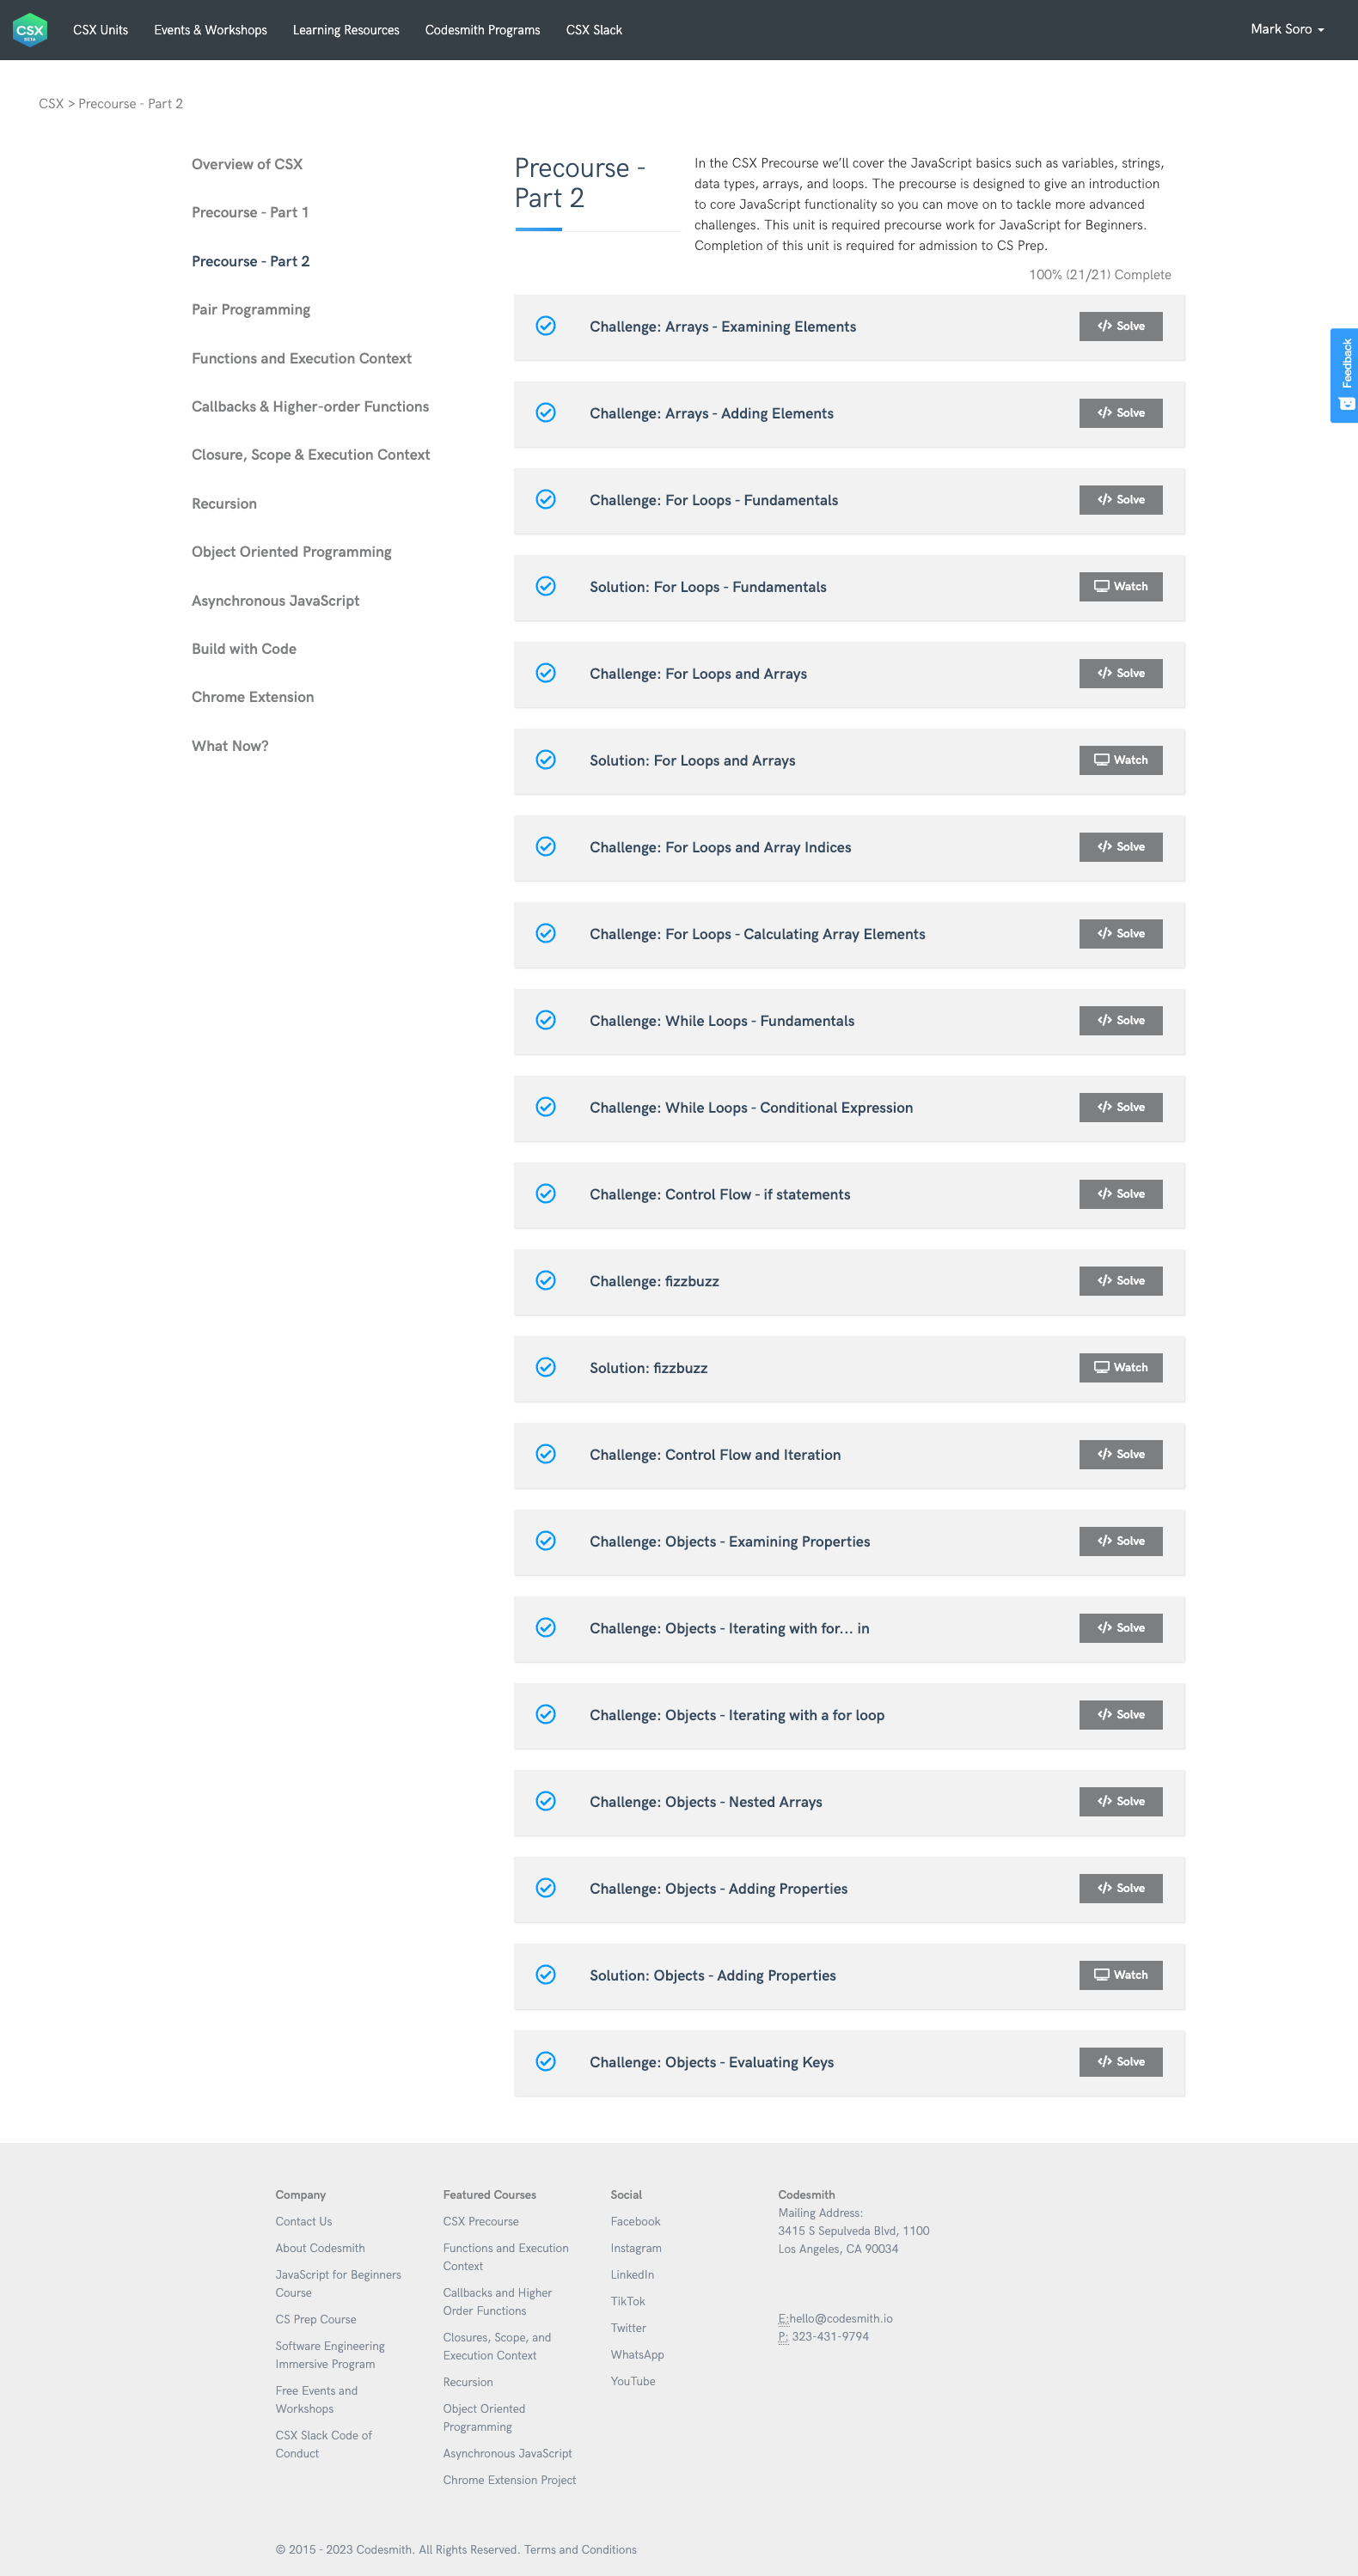 CSX
BETA
CSX Units
Events & Workshops
Learning Resources
Codesmith Programs
CSX Slack
Mark Soro
CSX > Precourse - Part 2
Overview of CSX
Precourse - Part 1
Precourse - Part 2
Pair Programming
Functions and Execution Context
Callbacks & Higher-order Functions
Closure, Scope & Execution Context
Recursion
Object Oriented Programming
Asynchronous JavaScript
Build with Code
Chrome Extension
What Now?
Precourse -
Part 2
In the CSX Precourse we’ll cover the JavaScript basics such as variables, strings,
data types, arrays, and loops. The precourse is designed to give an introduction
to core JavaScript functionality so you can move on to tackle more advanced
challenges. This unit is required precourse work for JavaScript for Beginners.
Completion of this unit is required for admission to CS Prep.
100% (21/21) Complete
Challenge: Arrays - Examining Elements
Solve
Challenge: Arrays - Adding Elements
Solve
Challenge: For Loops - Fundamentals
Solve
Solution: For Loops - Fundamentals
Watch
Challenge: For Loops and Arrays
Solve
Solution: For Loops and Arrays
Watch
Challenge: For Loops and Array Indices
Solve
Challenge: For Loops - Calculating Array Elements
Solve
Challenge: While Loops - Fundamentals
Solve
Challenge: While Loops - Conditional Expression
Solve
Challenge: Control Flow - if statements
Solve
Challenge: fizzbuzz
Solve
Solution: fizzbuzz
Watch
Challenge: Control Flow and Iteration
Solve
Challenge: Objects - Examining Properties
Solve
Challenge: Objects - Iterating with for... in
Solve
Challenge: Objects - Iterating with a for loop
Solve
Challenge: Objects - Nested Arrays
Solve
Challenge: Objects - Adding Properties
Solve
Solution: Objects - Adding Properties
Watch
Challenge: Objects - Evaluating Keys
Solve
Feedback
Company
Contact Us
About Codesmith
JavaScript for Beginners
Course
CS Prep Course
Software Engineering
Immersive Program
Free Events and
Workshops
CSX Slack Code of
Conduct
Featured Courses
CSX Precourse
Functions and Execution
Context
Callbacks and Higher
Order Functions
Closures, Scope, and
Execution Context
Recursion
Object Oriented
Programming
Asynchronous JavaScript
Chrome Extension Project
Social
Facebook
Instagram
LinkedIn
TikTok
Twitter
WhatsApp
YouTube
Codesmith
Mailing Address:
3415 S Sepulveda Blvd, 1100
Los Angeles, CA 90034
E:hello@codesmith.io
P: 323-431-9794
© 2015 - 2023 Codesmith. All Rights Reserved. Terms and Conditions